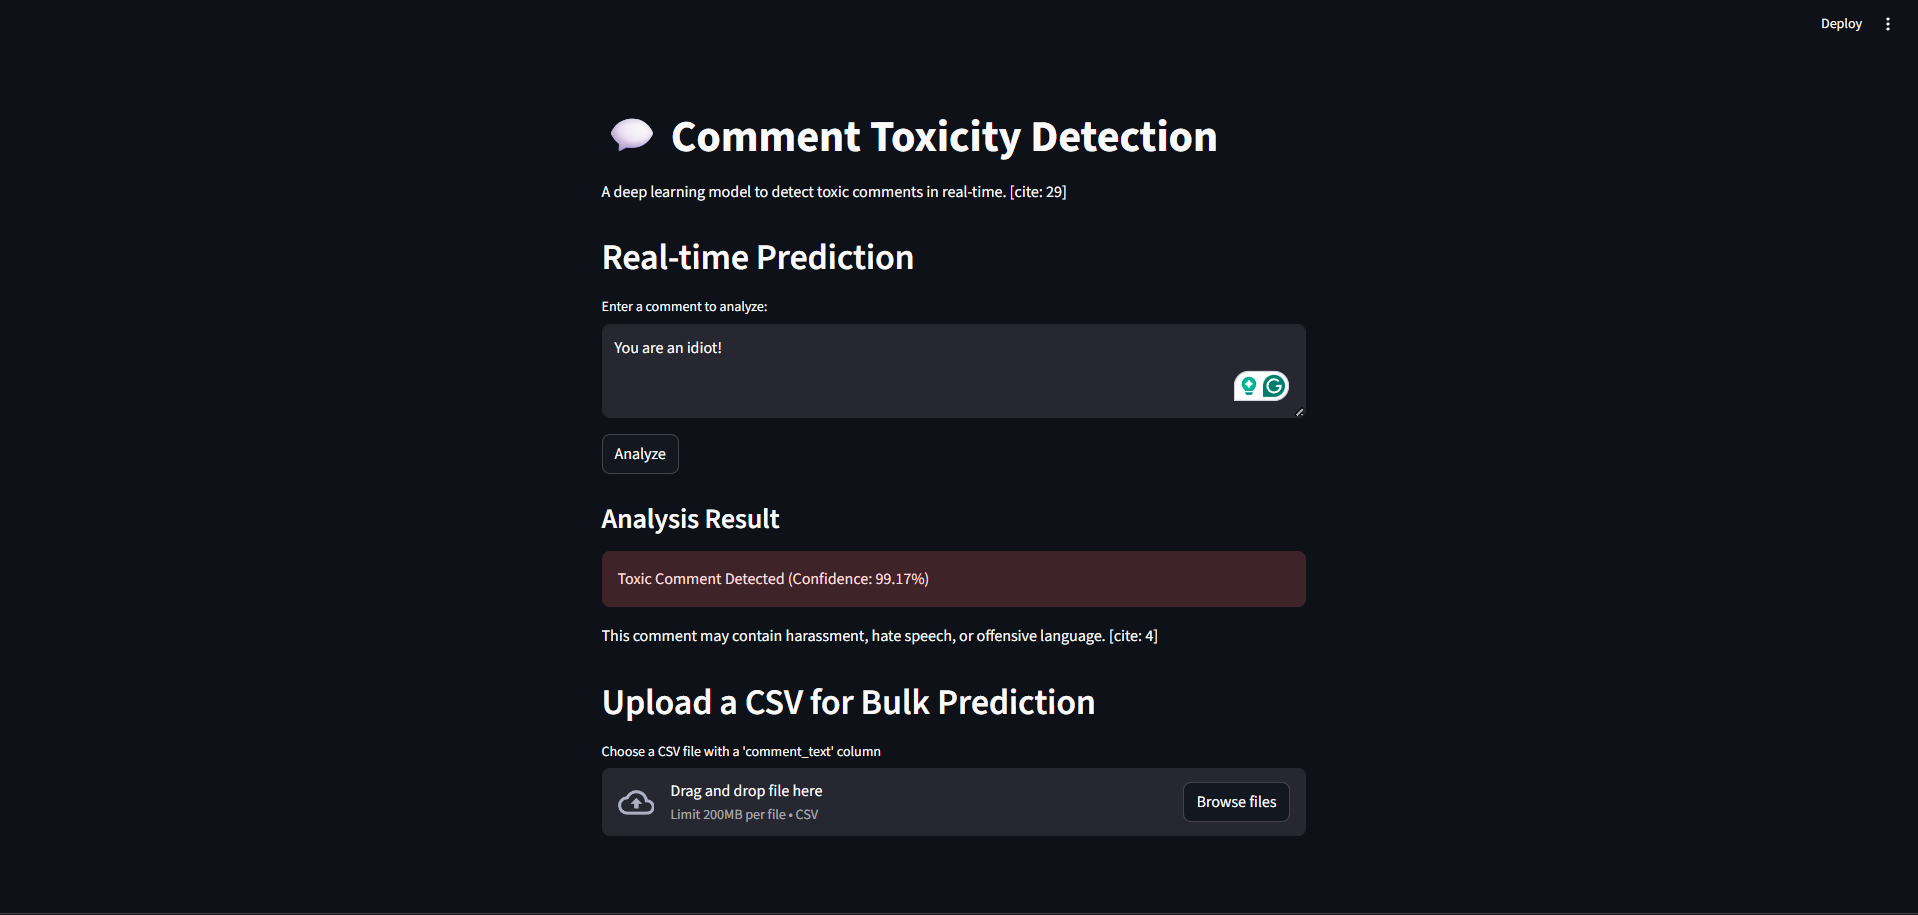 Deploy
Comment Toxicity Detection
A deep learning model to detect toxic comments in real-time. [cite: 29]
Real-time Prediction
Enter a comment to analyze:
You are an idiot!
Analyze
Analysis Result
Toxic Comment Detected (Confidence: 99.17%)
This comment may contain harassment, hate speech, or offensive language. [cite: 4]
Upload a CSV for Bulk Prediction
Choose a CSV file with a 'comment_text' column
Drag and drop file here
Limit 200MB per file • CSV
Browse files